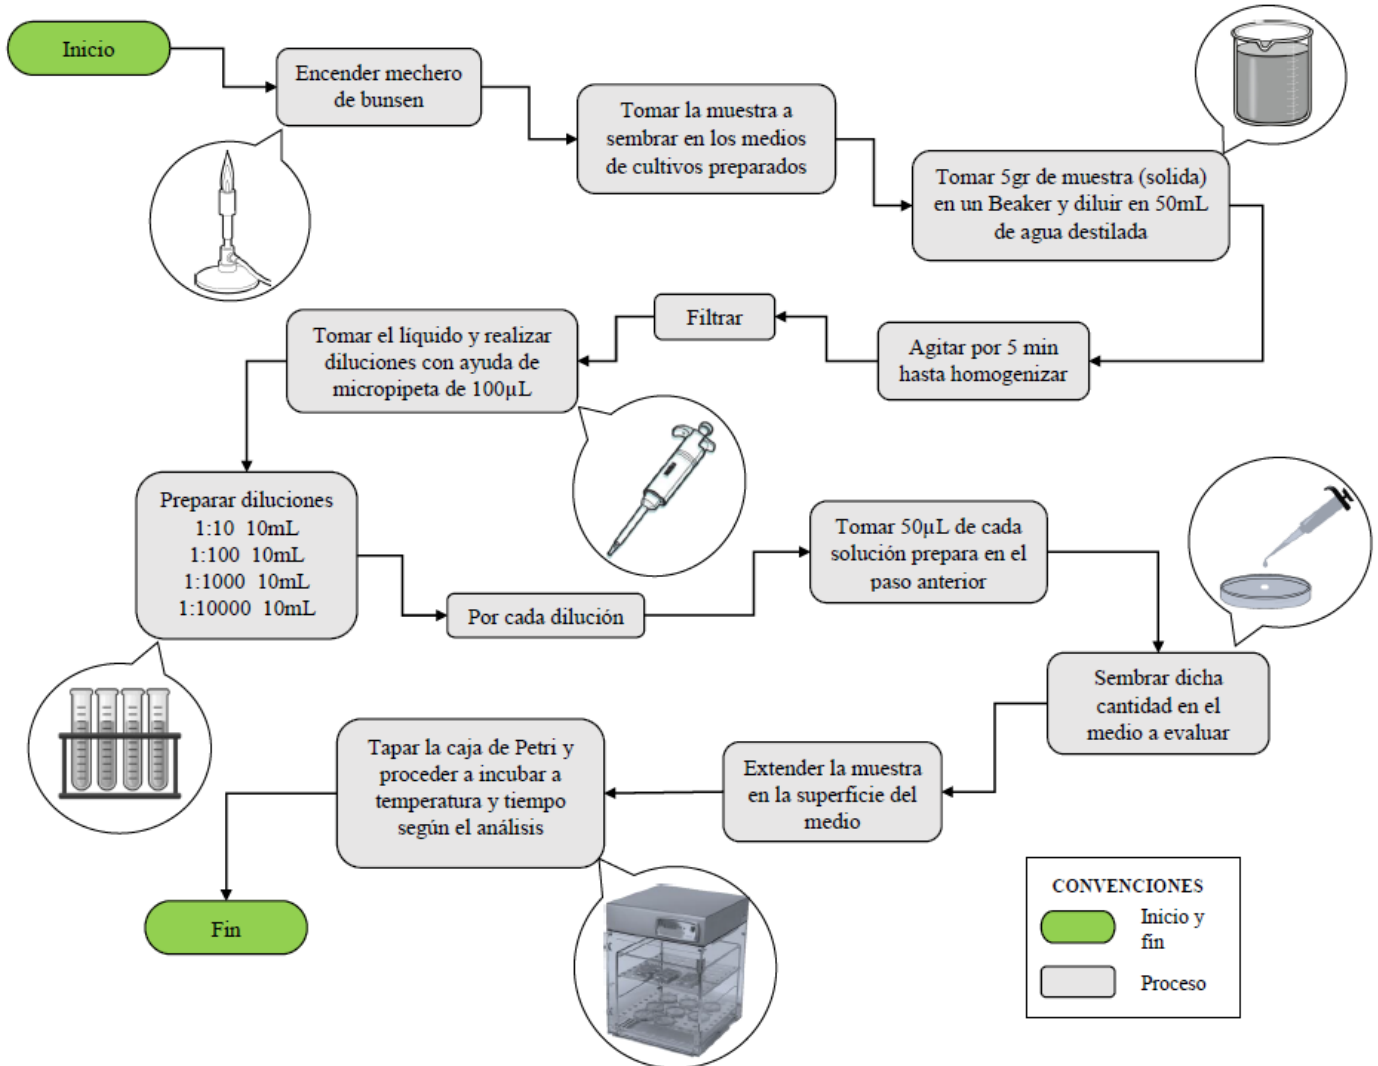 Inicio
Encender mechero
de bunsen
Tomar la muestra a
sembrar en los medios
de cultivos preparados
Tomar 5gr de muestra (solida)
en un Beaker y diluir en 50mL
de agua destilada
Agitar por 5 min
hasta homogenizar
Filtrar
Tomar el líquido y realizar
diluciones con ayuda de
micropipeta de 100µL
Preparar diluciones
1:10 10mL
1:100 10mL
1:1000 10mL
1:10000 10mL
Por cada dilución
Tomar 50µL de cada
solución prepara en el
paso anterior
Sembrar dicha
cantidad en el
medio a evaluar
Extender la muestra
en la superficie del
medio
Tapar la caja de Petri y
proceder a incubar a
temperatura y tiempo
según el análisis
Fin
CONVENCIONES
Inicio y
fín
Proceso